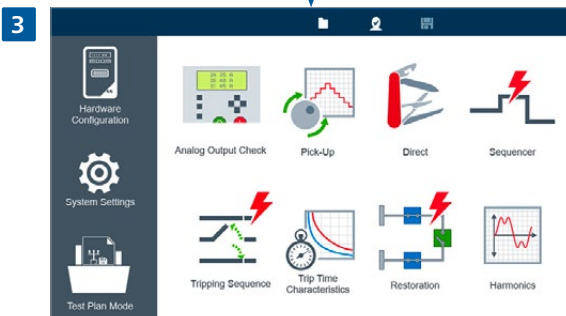 3
Hardware
Configuration
System Settings
Test Plan Mode
Analog Output Check
Pick-Up
Direct
Sequencer
Tripping Sequence
Trip Time
Characteristics
Restoration
Harmonics